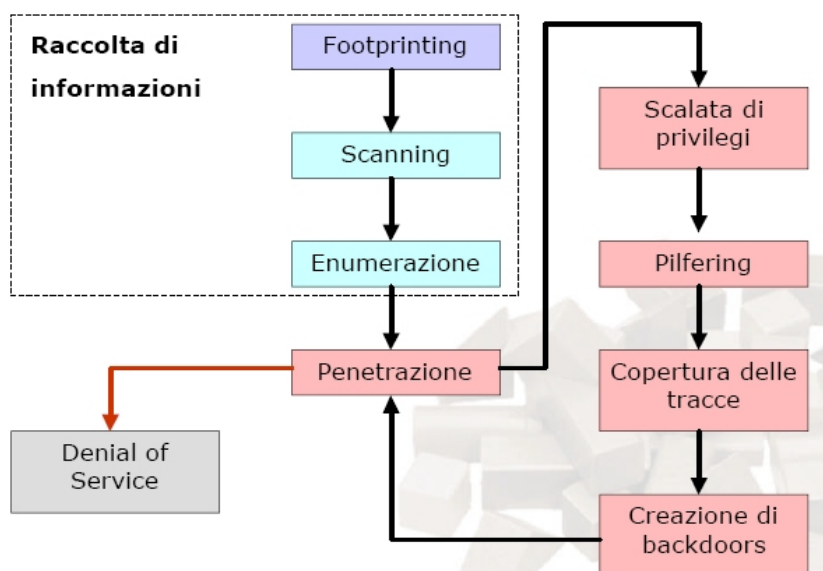 Raccolta di
informazioni
Footprinting
Scanning
Enumerazione
Penetrazione
Denial of
Service
Scalata di
privilegi
Pilfering
Copertura delle
tracce
Creazione di
backdoors